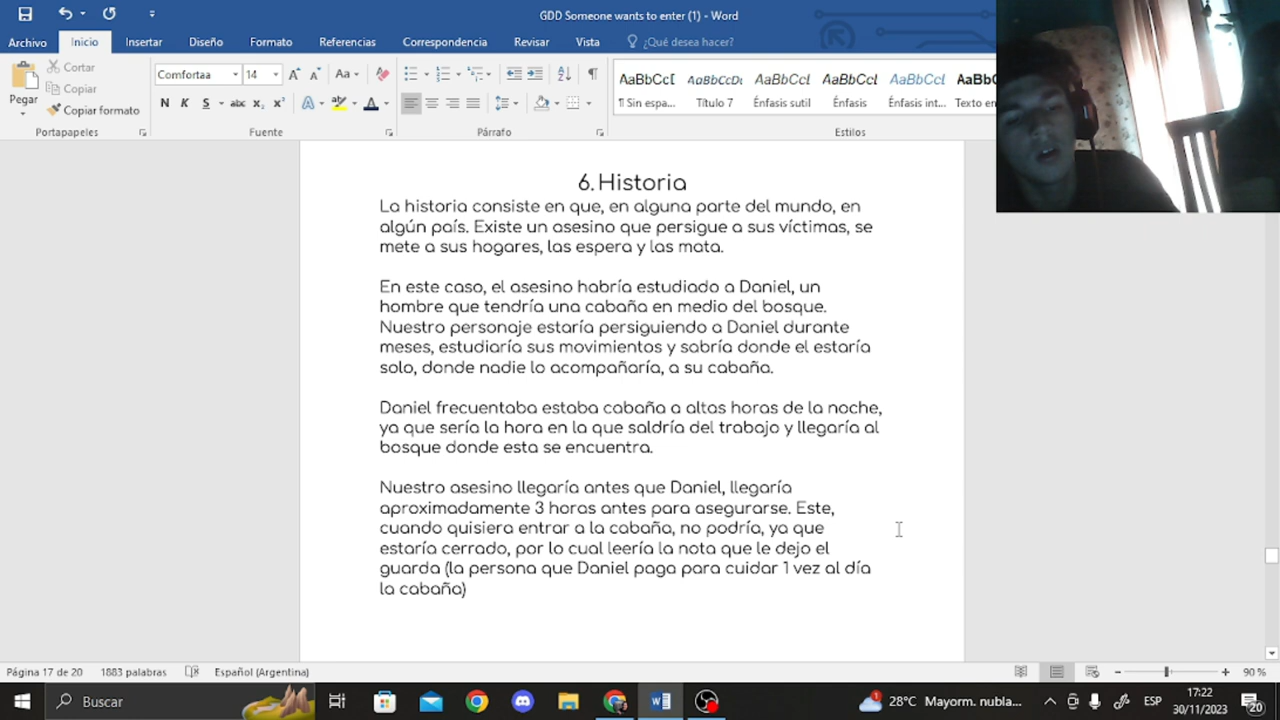 GDD Someone wants to enter (1) - Word
Archivo Inicio Insertar Diseño Formato Referencias Correspondencia Revisar Vista ¿Qué desea hacer?
Pegar
Cortar
Copiar
Copiar formato
Portapapeles
Comfortaa 14 Aa
N K S abc x₂ x²
Fuente
Párrafo
AaBbCcD AaBbCcDc AaBbCcL AaBbCcL AaBbCcL AaBbC
¶ Sin espa... Título 7 Énfasis sutil Énfasis Énfasis int... Texto en
Estilos
6. Historia
La historia consiste en que, en alguna parte del mundo, en
algún país. Existe un asesino que persigue a sus víctimas, se
mete a sus hogares, las espera y las mata.
En este caso, el asesino habría estudiado a Daniel, un
hombre que tendría una cabaña en medio del bosque.
Nuestro personaje estaría persiguiendo a Daniel durante
meses, estudiaría sus movimientos y sabría donde el estaría
solo, donde nadie lo acompañaría, a su cabaña.
Daniel frecuentaba estaba cabaña a altas horas de la noche,
ya que sería la hora en la que saldría del trabajo y llegaría al
bosque donde esta se encuentra.
Nuestro asesino llegaría antes que Daniel, llegaría
aproximadamente 3 horas antes para asegurarse. Este,
cuando quisiera entrar a la cabaña, no podría, ya que
estaría cerrado, por lo cual leería la nota que le dejo el
guarda (la persona que Daniel paga para cuidar 1 vez al día
la cabaña)
Página 17 de 20 1883 palabras Español (Argentina) 90 %
Buscar 28°C Mayorm. nubla... ESP 17:22
30/11/2023 20